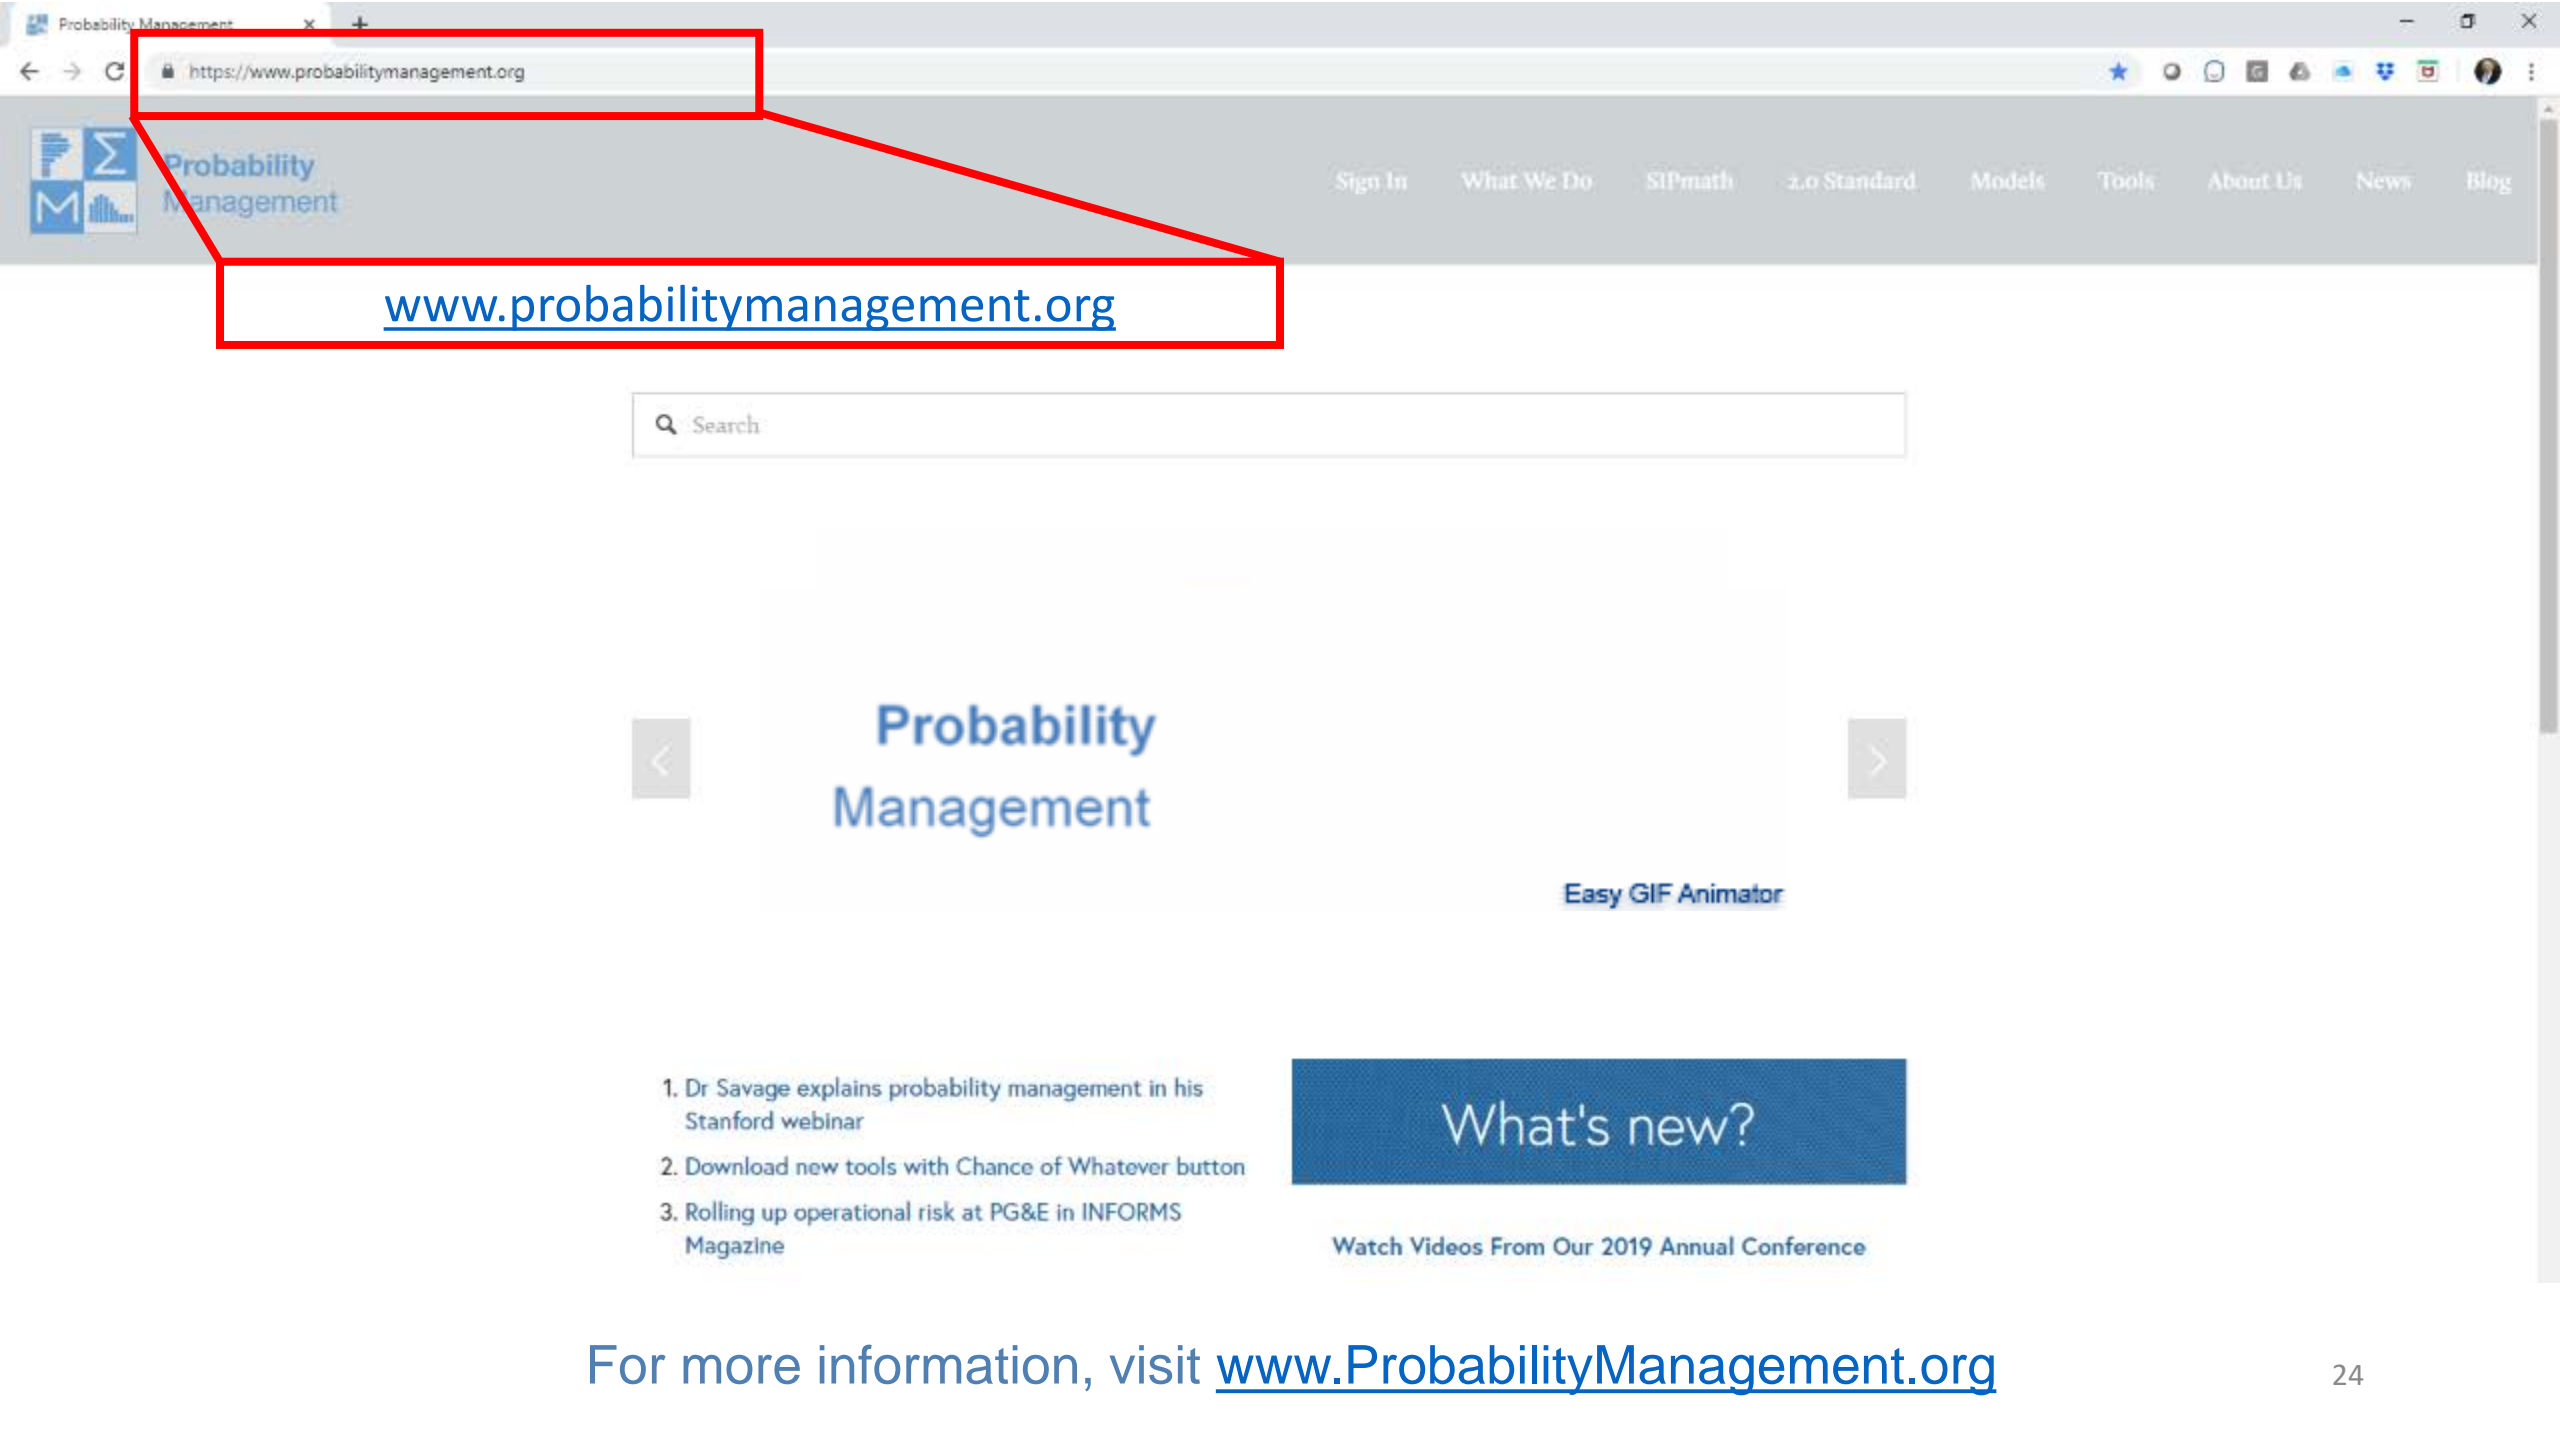 Probability Management
https://www.probabilitymanagement.org
P Σ
M
Probability
Management
Sign In What We Do SIPmath 2.0 Standard Models Tools About Us News Blog
www.probabilitymanagement.org
Search
Probability
Management
Easy GIF Animator
1. Dr Savage explains probability management in his
Stanford webinar
2. Download new tools with Chance of Whatever button
3. Rolling up operational risk at PG&E in INFORMS
Magazine
What's new?
Watch Videos From Our 2019 Annual Conference
For more information, visit www.ProbabilityManagement.org
24